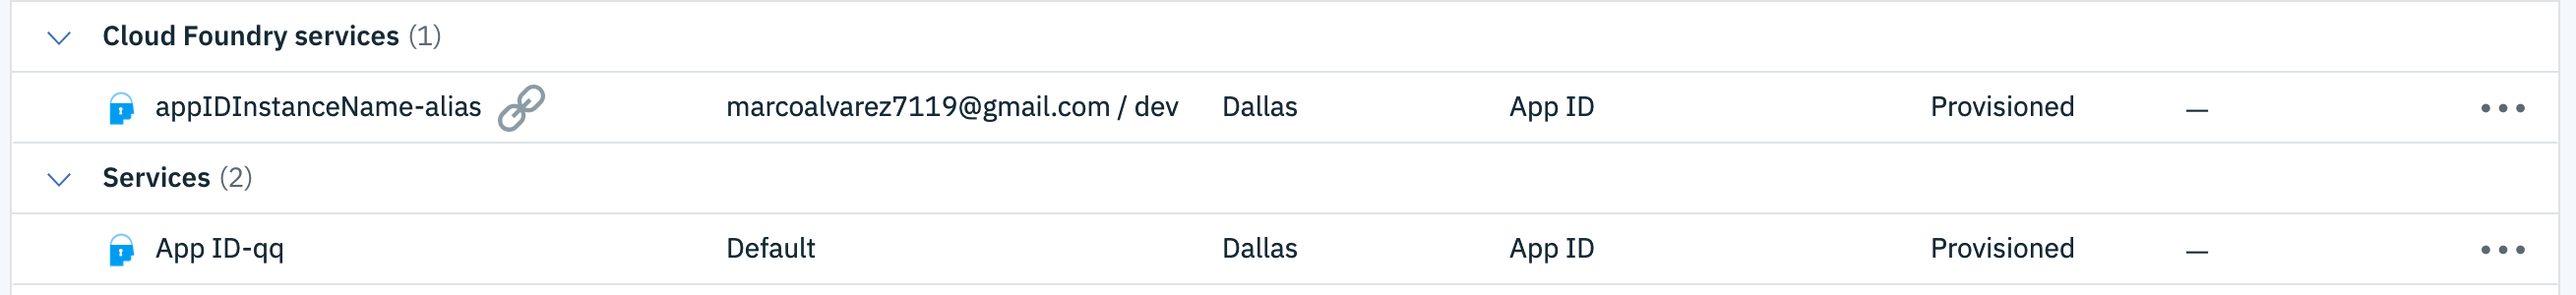 Cloud Foundry services (1)
appIDInstanceName-alias marcoalvarez7119@gmail.com / dev Dallas App ID Provisioned —
Services (2)
App ID-qq Default Dallas App ID Provisioned —